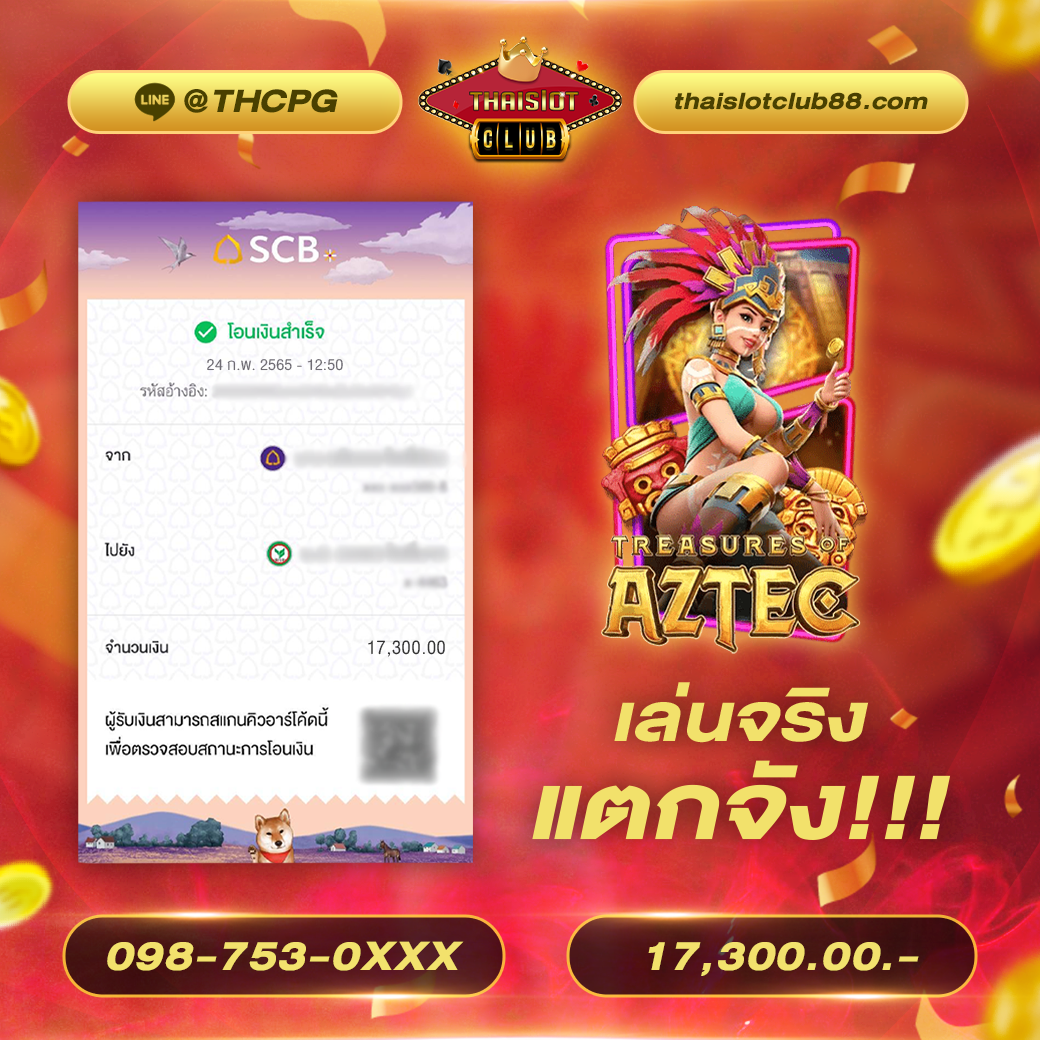 LINE @THCPG
THAISLOT
CLUB
thaislotclub88.com
SCB
โอนเงินสำเร็จ
24 ก.พ. 2565 - 12:50
รหัสอ้างอิง:
จาก
ไปยัง
จำนวนเงิน 17,300.00
ผู้รับเงินสามารถสแกนคิวอาร์โค้ดนี้
เพื่อตรวจสอบสถานะการโอนเงิน
TREASURES OF
AZTEC
เล่นจริง
แตกจัง!!!
098-753-0XXX
17,300.00.-